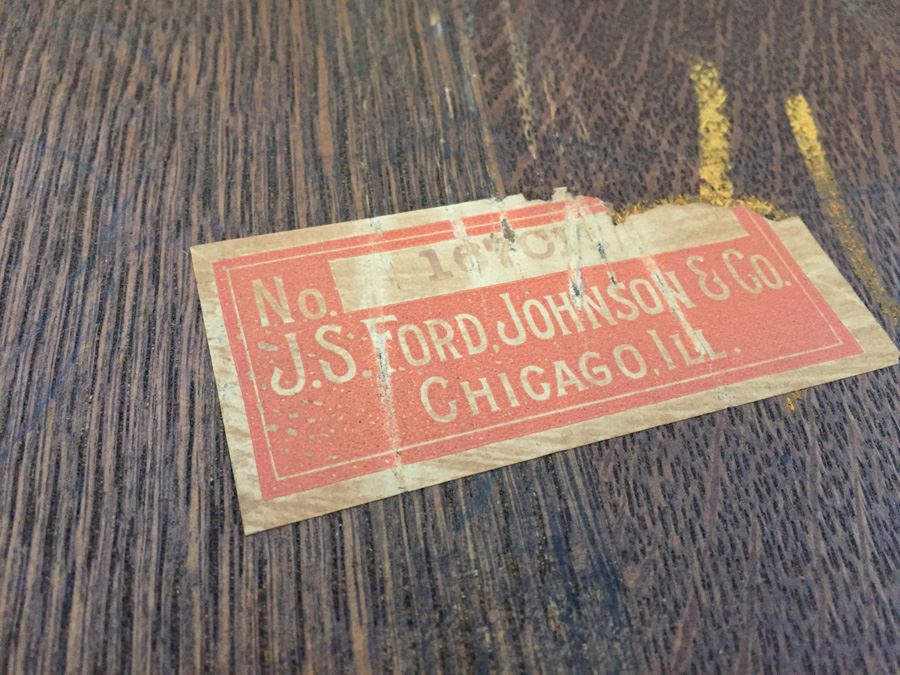 No.
J.S. FORD, JOHNSON & CO.
CHICAGO, ILL.